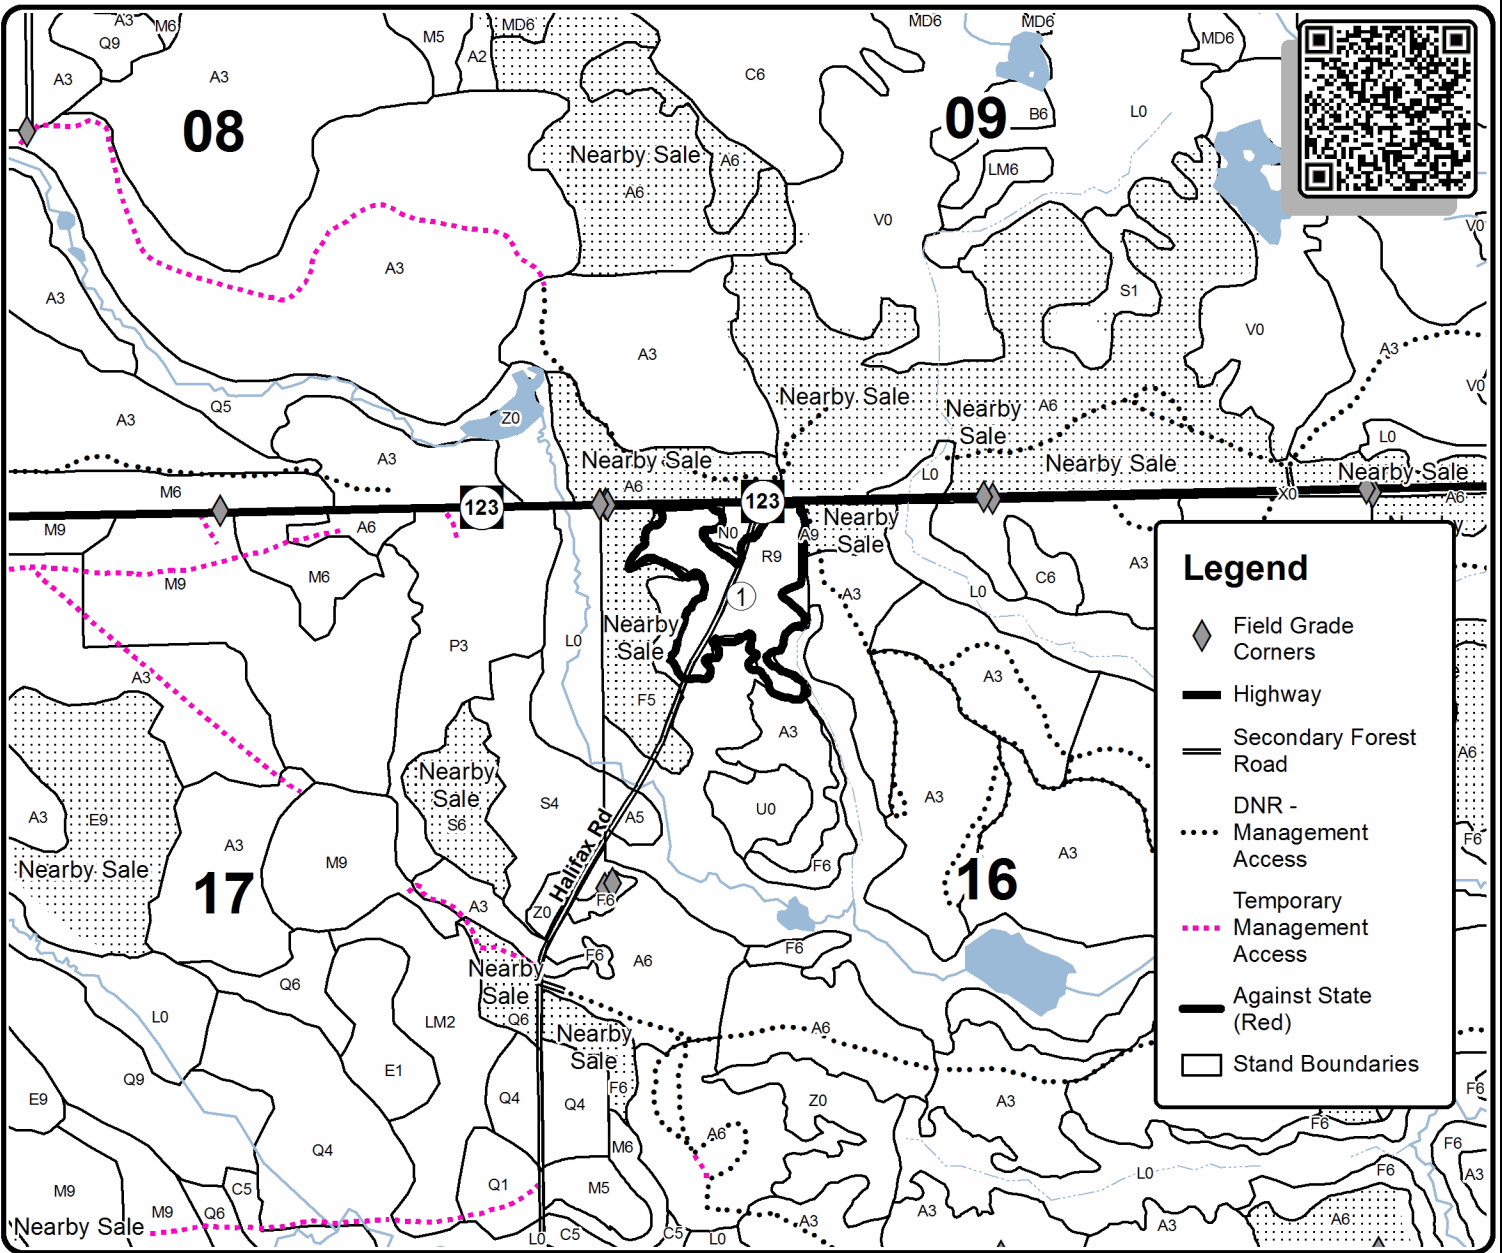 A3
M6
Q9
A3
A3
08
M5
A2
MD6
C6
MD6
MD6
MD6
09
B6
L0
LM6
Nearby Sale
A6
A6
V0
V0
A3
A3
S1
V0
A3
A3
V0
Z0
Q5
A3
A3
Nearby Sale
Nearby
Sale
A6
L0
Nearby Sale
A6
L0
Nearby Sale
Nearby Sale
M6
123
123
X0
A6
M9
A6
N0
R9
A9
Nearby
Sale
M9
M6
A3
C6
A3
L0
1
Nearby
Sale
P3
L0
A3
A3
F5
A3
Nearby
Sale
S6
S4
A5
U0
A3
A3
E9
Nearby Sale
A3
17
M9
Halifax Rd
F6
F6
16
A3
A3
Z0
F6
A6
F6
Nearby
Sale
Q6
Q6
L0
LM2
Nearby
Sale
A6
Q9
E1
F6
E9
Q4
Q4
Z0
A3
A6
M6
Q4
Q1
M5
C5
M9
M9
Q6
Nearby Sale
L0
C5
C5
L0
A3
A3
L0
A3
A6
F6
F6
F6
F6
A3
A6
F6
Legend
Field Grade
Corners
Highway
Secondary Forest
Road
DNR -
Management
Access
Temporary
Management
Access
Against State
(Red)
Stand Boundaries